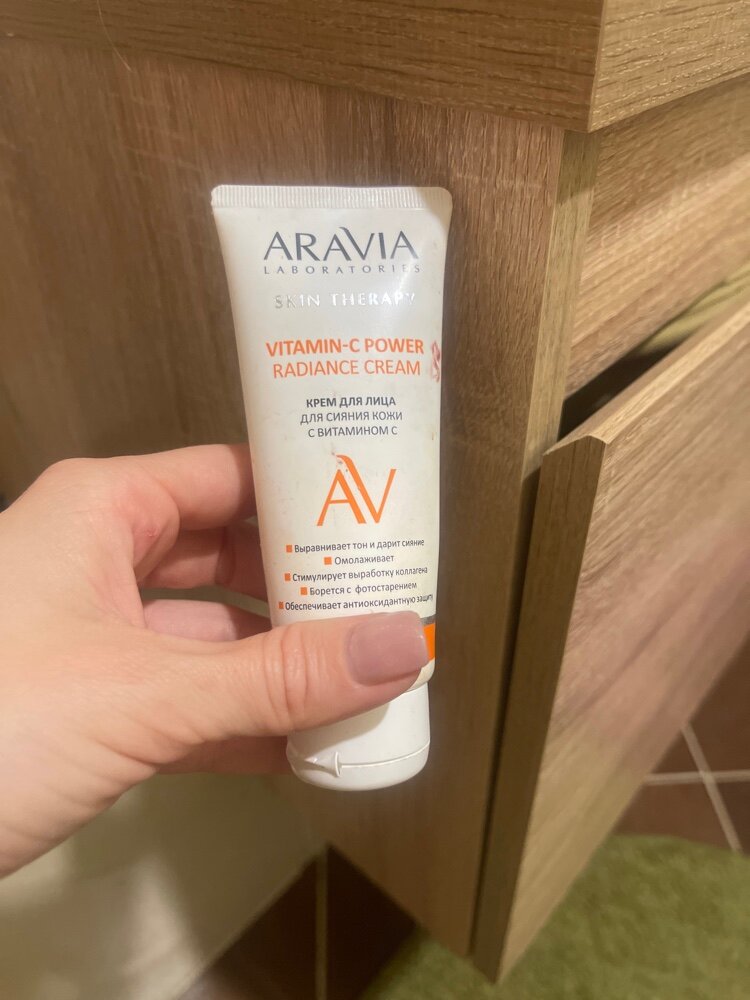 ARAVIA
LABORATORIES
SKIN THERAPY
VITAMIN-C POWER
RADIANCE CREAM
КРЕМ ДЛЯ ЛИЦА
ДЛЯ СИЯНИЯ КОЖИ
С ВИТАМИНОМ С
AV
Выравнивает тон и дарит сияние
Омолаживает
Стимулирует выработку коллагена
Борется с фотостарением
Обеспечивает антиоксидантную защиту